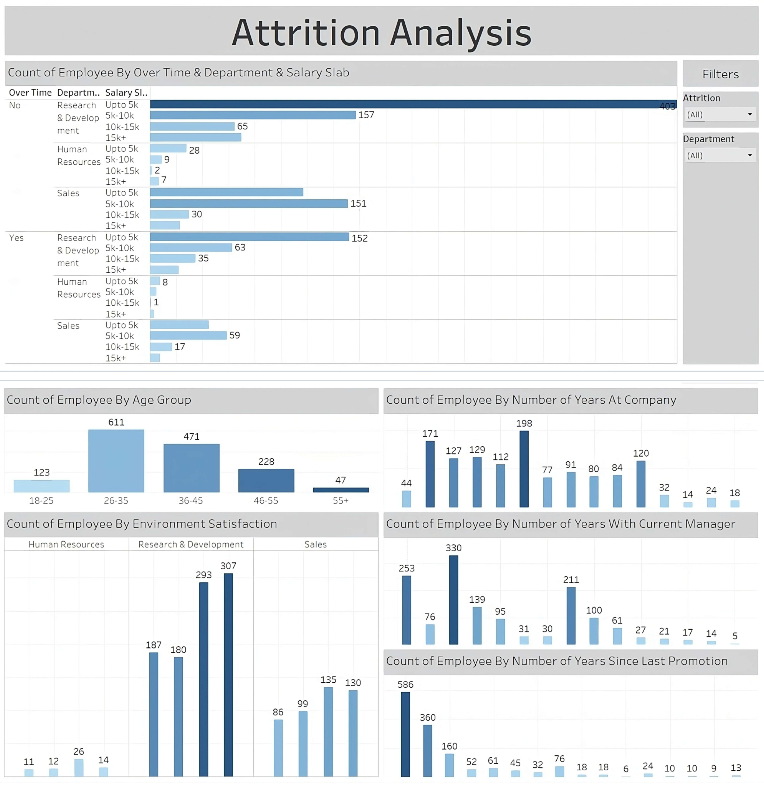 Attrition Analysis
Count of Employee By Over Time & Department & Salary Slab
Filters
Over Time Departm.. Salary Sl..
No Research & Develop ment Upto 5k 403
5k-10k 157
10k-15k 65
15k+
Human Resources Upto 5k 28
5k-10k 9
10k-15k 2
15k+ 7
Sales Upto 5k
5k-10k 151
10k-15k 30
15k+
Yes Research & Develop ment Upto 5k 152
5k-10k 63
10k-15k 35
15k+
Human Resources Upto 5k 8
5k-10k
10k-15k 1
15k+
Sales Upto 5k
5k-10k 59
10k-15k 17
15k+
Attrition
(All)
Department
(All)
Count of Employee By Age Group
123 611 471 228 47
18-25 26-35 36-45 46-55 55+
Count of Employee By Number of Years At Company
44 171 127 129 112 198 77 91 80 84 120 32 14 24 18
Count of Employee By Environment Satisfaction
Human Resources Research & Development Sales
11 12 26 14 187 180 293 307 86 99 135 130
Count of Employee By Number of Years With Current Manager
253 76 330 139 95 31 30 211 100 61 27 21 17 14 5
Count of Employee By Number of Years Since Last Promotion
586 360 160 52 61 45 32 76 18 18 6 24 10 10 9 13